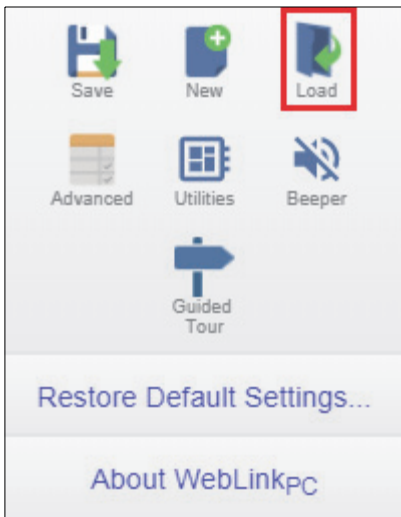 Save New Load
Advanced Utilities Beeper
Guided
Tour
Restore Default Settings...
About WebLinkPC